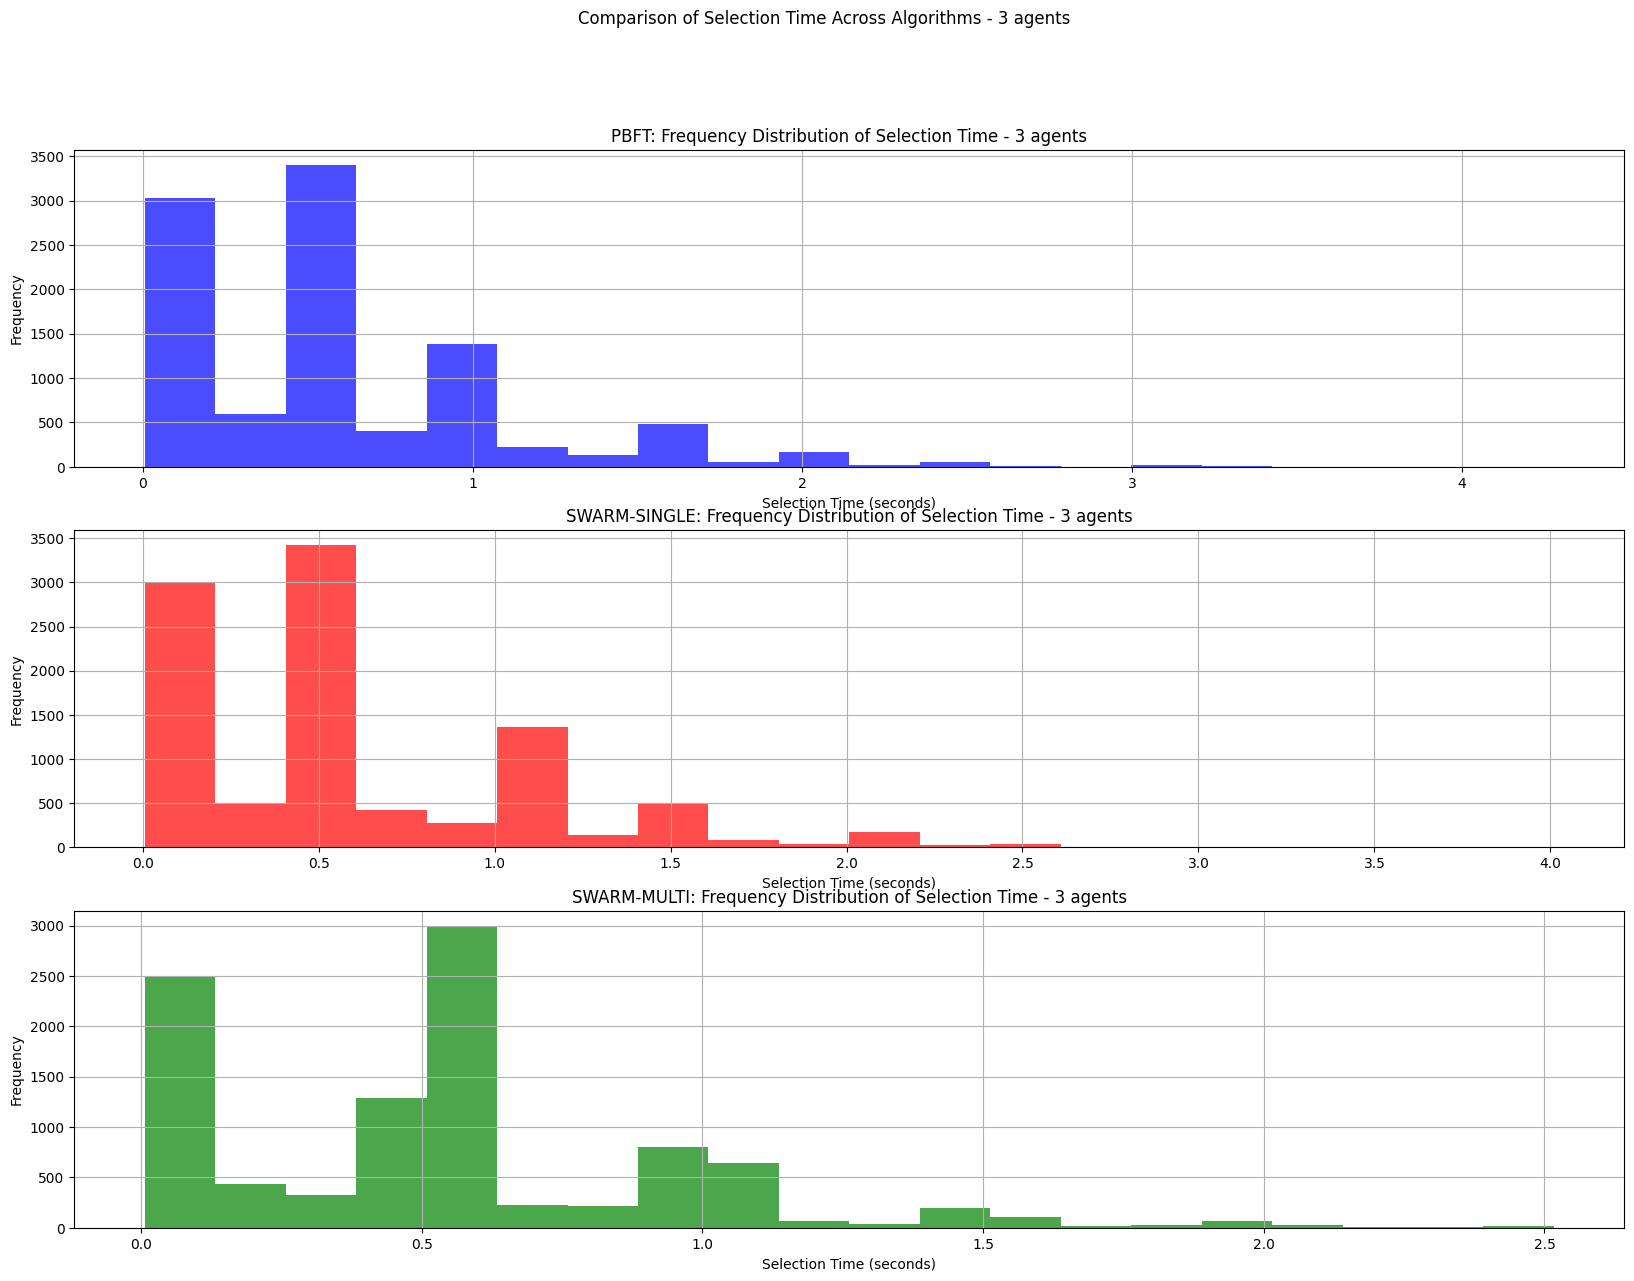 Comparison of Selection Time Across Algorithms - 3 agents
PBFT: Frequency Distribution of Selection Time - 3 agents
3500
3000
2500
2000
1500
1000
500
0
Frequency
0 1 2 3 4
Selection Time (seconds)
SWARM-SINGLE: Frequency Distribution of Selection Time - 3 agents
3500
3000
2500
2000
1500
1000
500
0
Frequency
0.0 0.5 1.0 1.5 2.0 2.5 3.0 3.5 4.0
Selection Time (seconds)
SWARM-MULTI: Frequency Distribution of Selection Time - 3 agents
3000
2500
2000
1500
1000
500
0
Frequency
0.0 0.5 1.0 1.5 2.0 2.5
Selection Time (seconds)